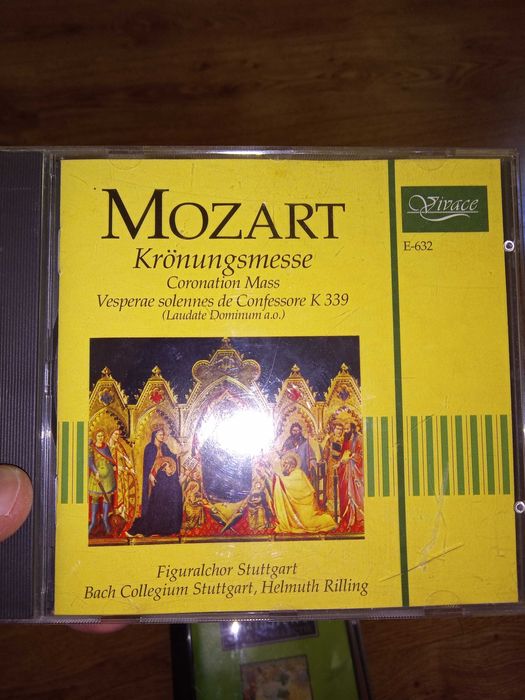 MOZART
Krönungsmesse
Coronation Mass
Vesperae solennes de Confessore K 339
(Laudate Dominum a.o.)
Vivace
E-632
Figuralchor Stuttgart
Bach Collegium Stuttgart, Helmuth Rilling